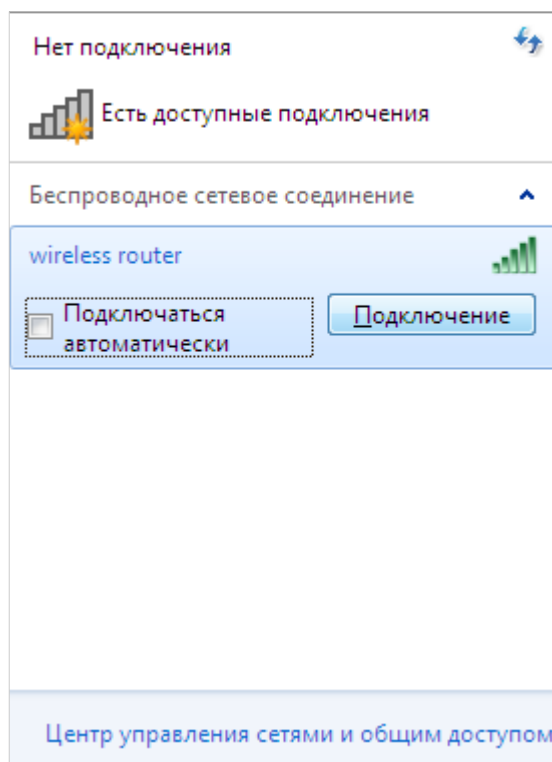 Нет подключения
Есть доступные подключения
Беспроводное сетевое соединение
wireless router
Подключаться
автоматически
Подключение
Центр управления сетями и общим доступом